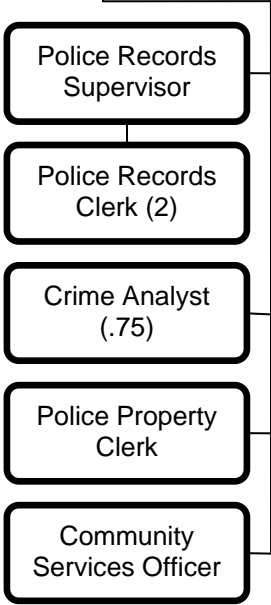 Police Records
Supervisor
Police Records
Clerk (2)
Crime Analyst
(.75)
Police Property
Clerk
Community
Services Officer